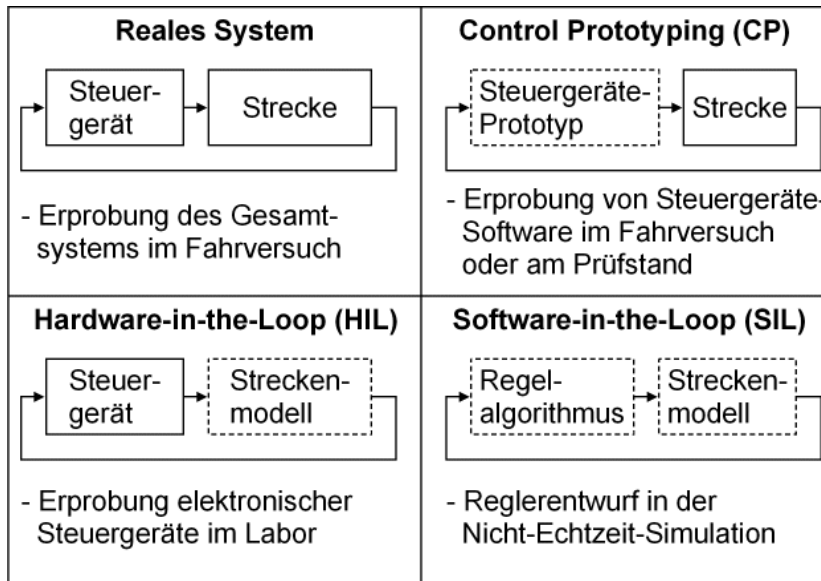 Reales System
Steuer-
gerät
Strecke
- Erprobung des Gesamt-
systems im Fahrversuch
Control Prototyping (CP)
Steuergeräte-
Prototyp
Strecke
- Erprobung von Steuergeräte-
Software im Fahrversuch
oder am Prüfstand
Hardware-in-the-Loop (HIL)
Steuer-
gerät
Strecken-
modell
- Erprobung elektronischer
Steuergeräte im Labor
Software-in-the-Loop (SIL)
Regel-
algorithmus
Strecken-
modell
- Reglerentwurf in der
Nicht-Echtzeit-Simulation